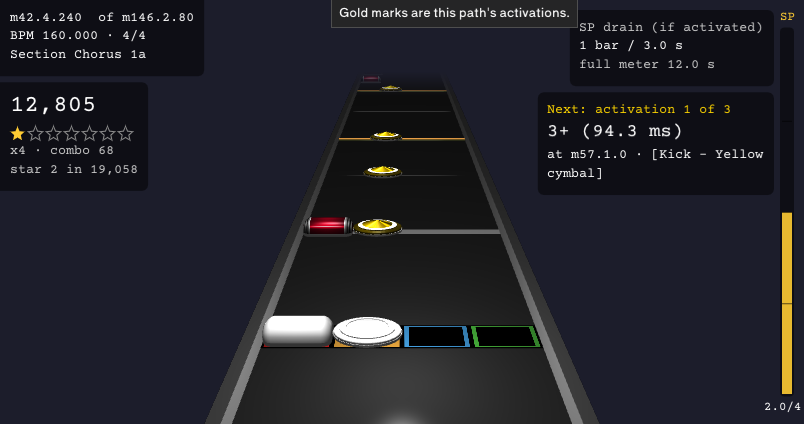 Gold marks are this path's activations.
m42.4.240  of m146.2.80
BPM 160.000 · 4/4
Section Chorus 1a
12,805
x4 · combo 68
star 2 in 19,058
SP drain (if activated)
1 bar / 3.0 s
full meter 12.0 s
Next: activation 1 of 3
3+ (94.3 ms)
at m57.1.0 · [Kick - Yellow
cymbal]
SP
2.0/4